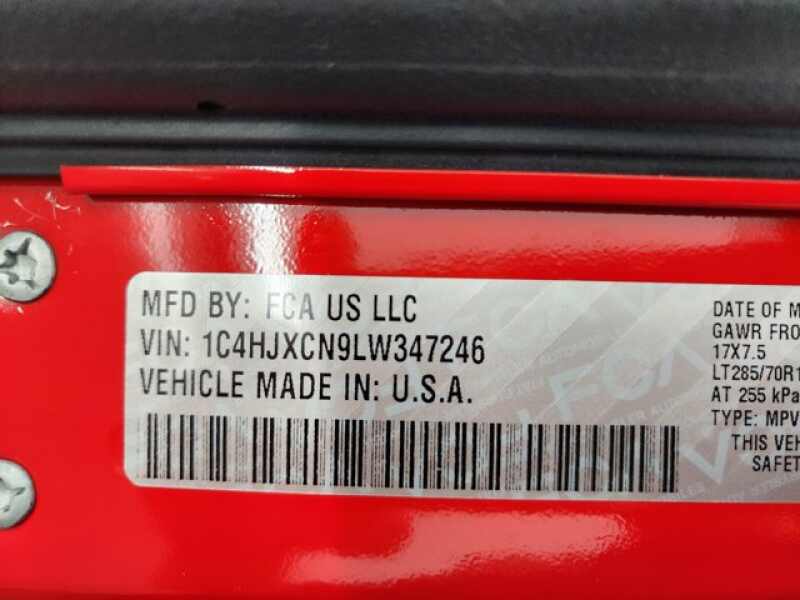 MFD BY: FCA US LLC
VIN: 1C4HJXCN9LW347246
VEHICLE MADE IN: U.S.A.
DATE OF M
GAWR FRO
17X7.5
LT285/70R1
AT 255 kPa
TYPE: MPV
THIS VEH
SAFET